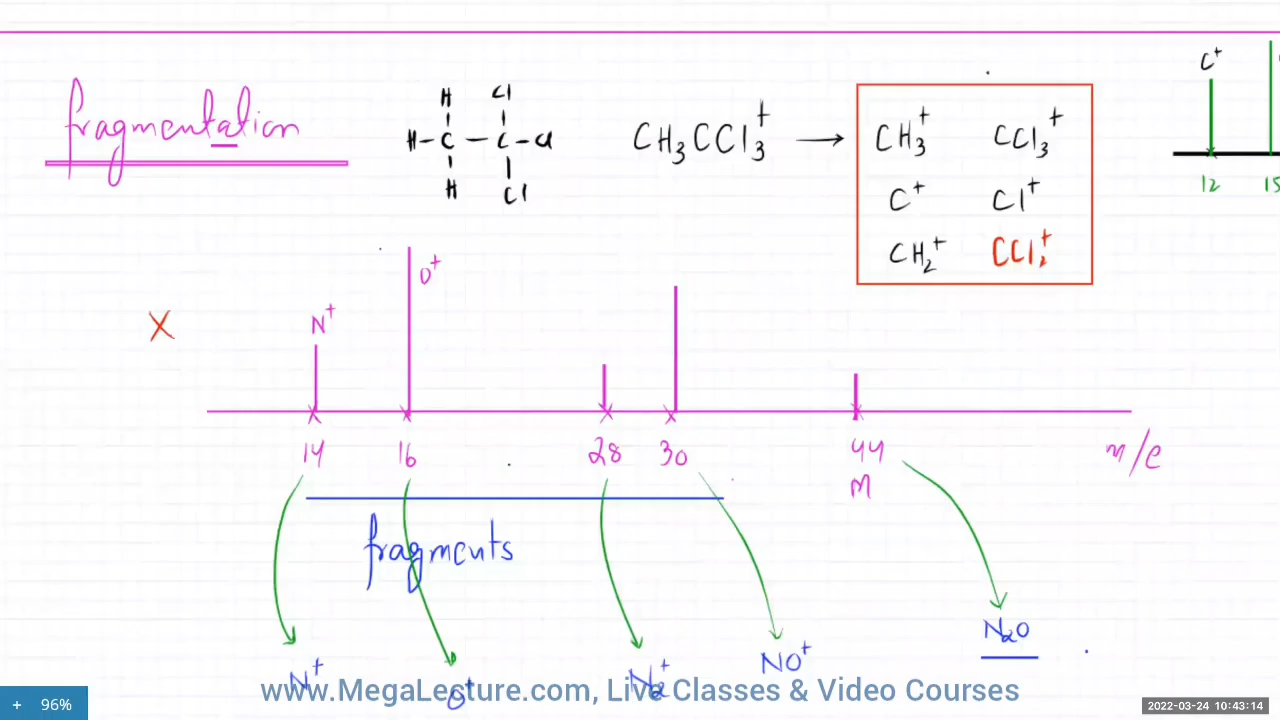 fragmentation
H Cl
H-C-C-Cl
H Cl
CH₃CCl₃⁺ → CH₃⁺ CCl₃⁺
C⁺ Cl⁺
CH₂⁺ CCl₂⁺
C⁺
12 15
X
N⁺ O⁺
14 16 28 30 44 m/e
M
fragments
N⁺ O⁺ N₂⁺ NO⁺ N₂O
www.MegaLecture.com, Live Classes & Video Courses
+ 96%
2022-03-24 10:43:14